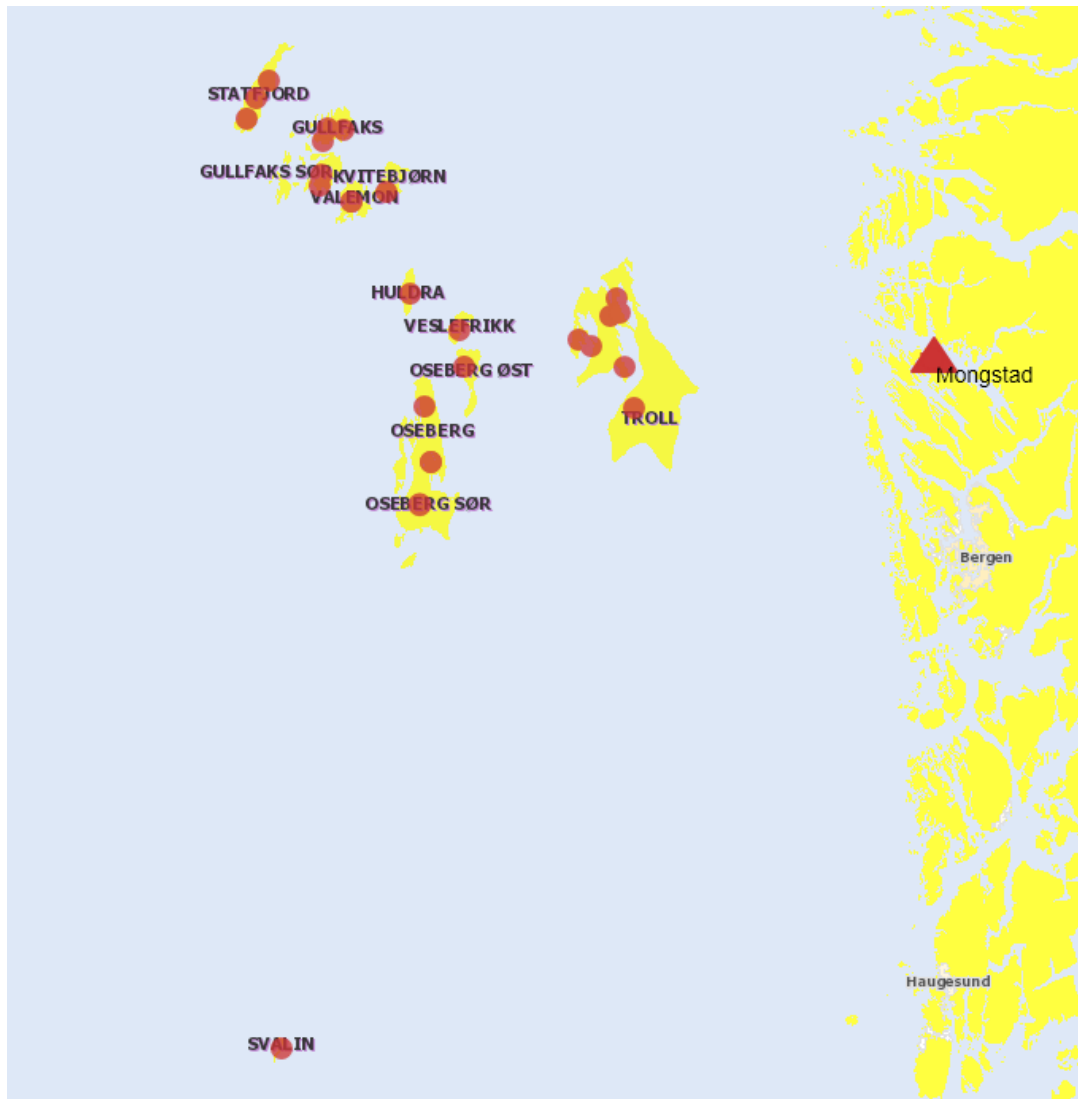 STATFJORD
GULLFAKS
GULLFAKS SØR
KVITEBJØRN
VALEMON
HULDRA
VESLEFRIKK
OSEBERG ØST
Mongstad
TROLL
OSEBERG
OSEBERG SØR
Bergen
Haugesund
SVALIN